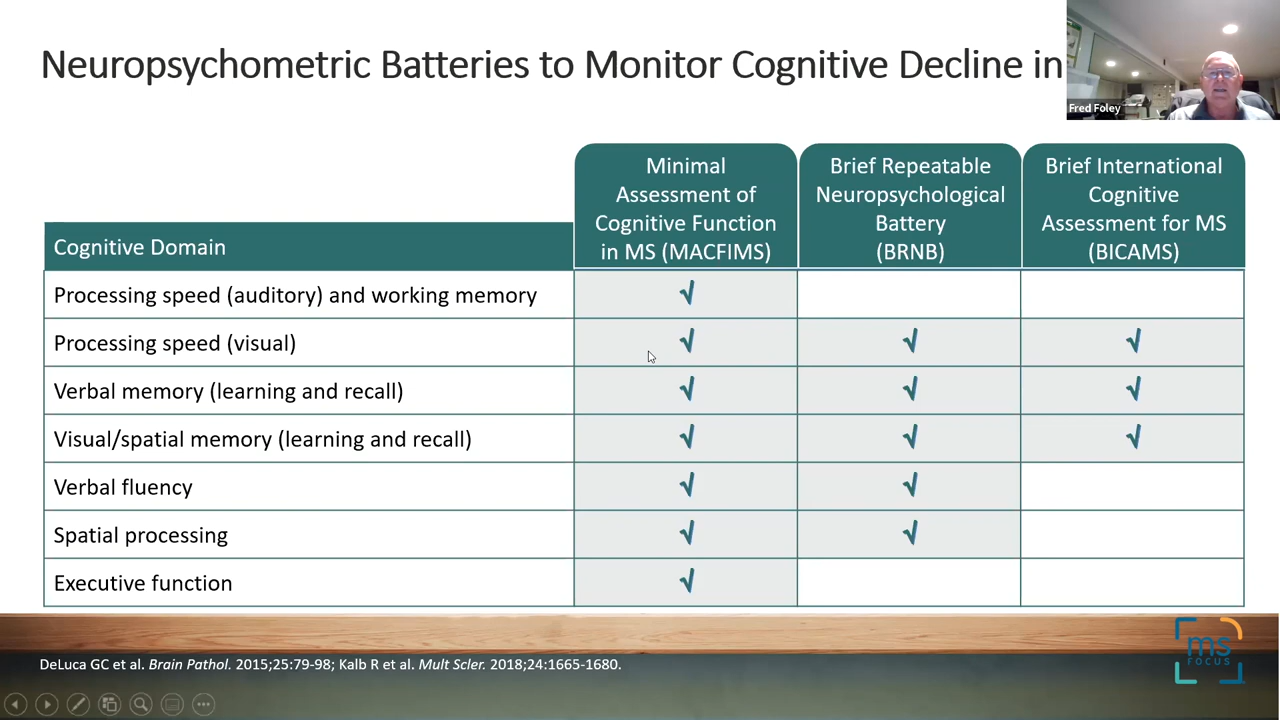 Neuropsychometric Batteries to Monitor Cognitive Decline in
Fred Foley
Minimal
Assessment of
Cognitive Function
in MS (MACFIMS)
Brief Repeatable
Neuropsychological
Battery
(BRNB)
Brief International
Cognitive
Assessment for MS
(BICAMS)
Cognitive Domain
Processing speed (auditory) and working memory √
Processing speed (visual) √ √ √
Verbal memory (learning and recall) √ √ √
Visual/spatial memory (learning and recall) √ √ √
Verbal fluency √ √
Spatial processing √ √
Executive function √
DeLuca GC et al. Brain Pathol. 2015;25:79-98; Kalb R et al. Mult Scler. 2018;24:1665-1680.
ms
FOCUS